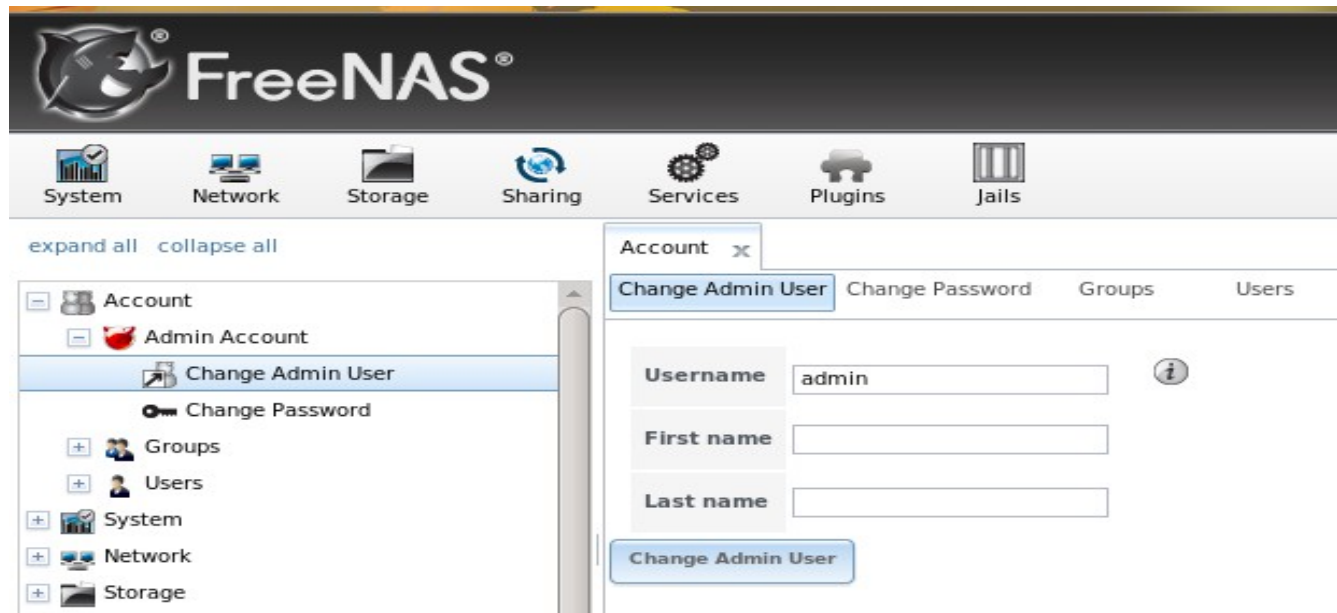 FreeNAS®
System Network Storage Sharing Services Plugins Jails
expand all collapse all
Account
Admin Account
Change Admin User
Change Password
Groups
Users
System
Network
Storage
Account x
Change Admin User Change Password Groups Users
Username admin i
First name
Last name
Change Admin User